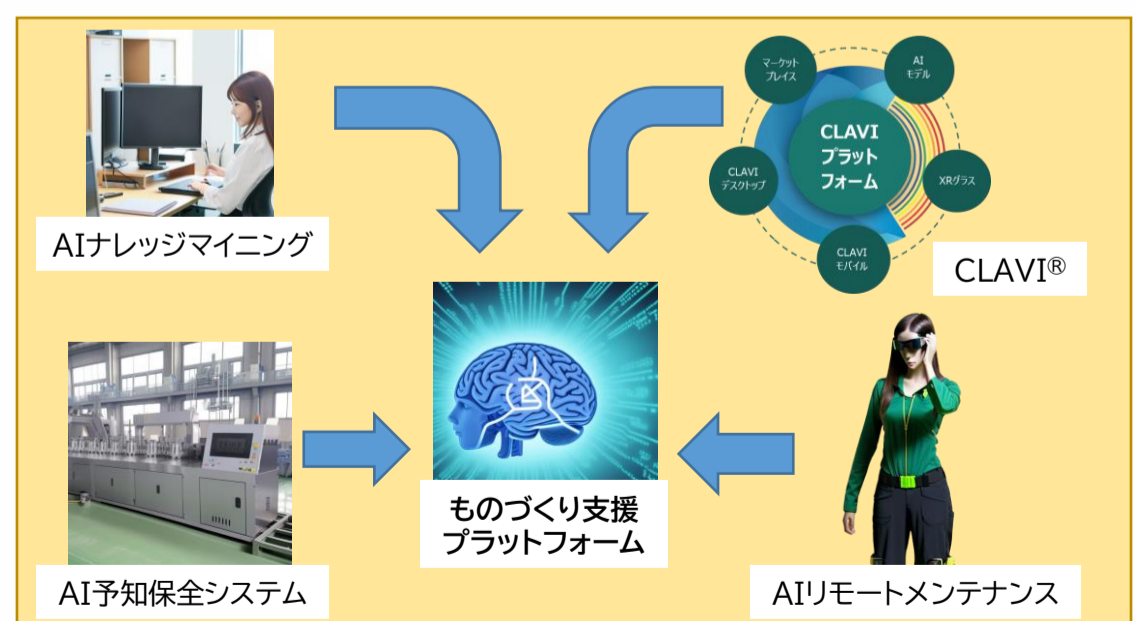 AIナレッジマイニング
マーケット
プレイス
AI
モデル
CLAVI
プラット
フォーム
CLAVI
デスクトップ
XRグラス
CLAVI
モバイル
CLAVI®
ものづくり支援
プラットフォーム
AI予知保全システム
AIリモートメンテナンス